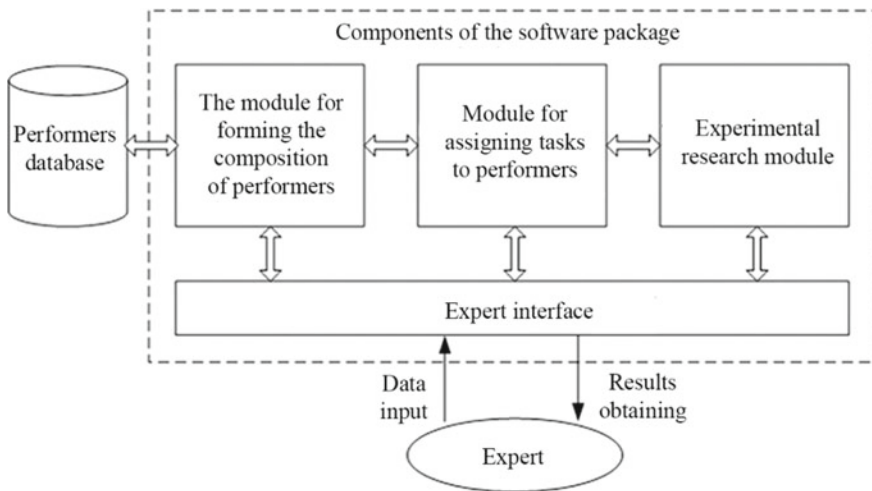 Components of the software package
Performers
database
The module for
forming the
composition
of performers
Module for
assigning tasks
to performers
Experimental
research module
Expert interface
Data
input
Results
obtaining
Expert